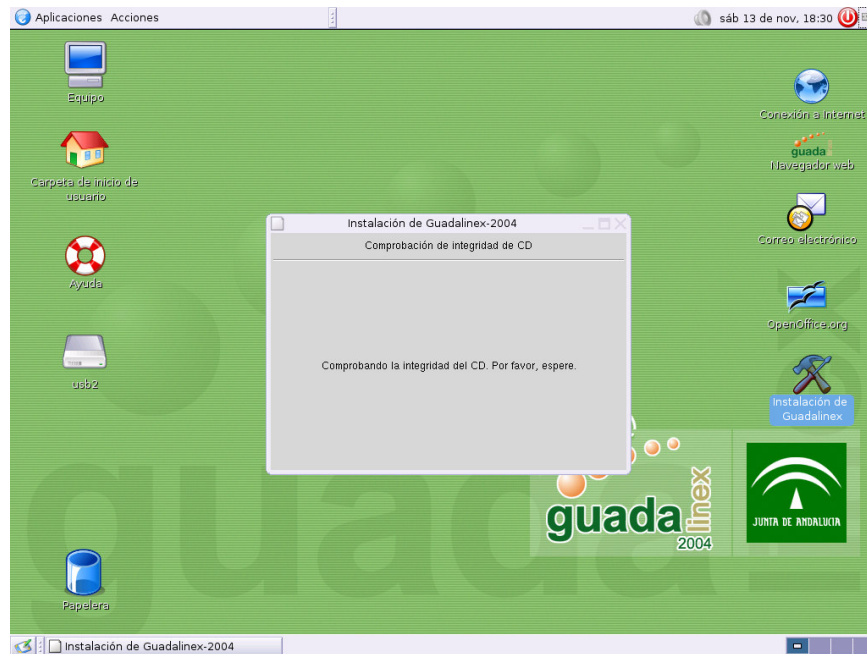 Aplicaciones Acciones
sáb 13 de nov, 18:30
Equipo
Carpeta de inicio de
usuario
Ayuda
usb2
Papelera
Conexión a Internet
guada
Navegador web
Correo electrónico
OpenOffice.org
Instalación de
Guadalinex
Instalación de Guadalinex-2004
Comprobación de integridad de CD
Comprobando la integridad del CD. Por favor, espere.
guada
linex
2004
JUNTA DE ANDALUCIA
guada
Instalación de Guadalinex-2004